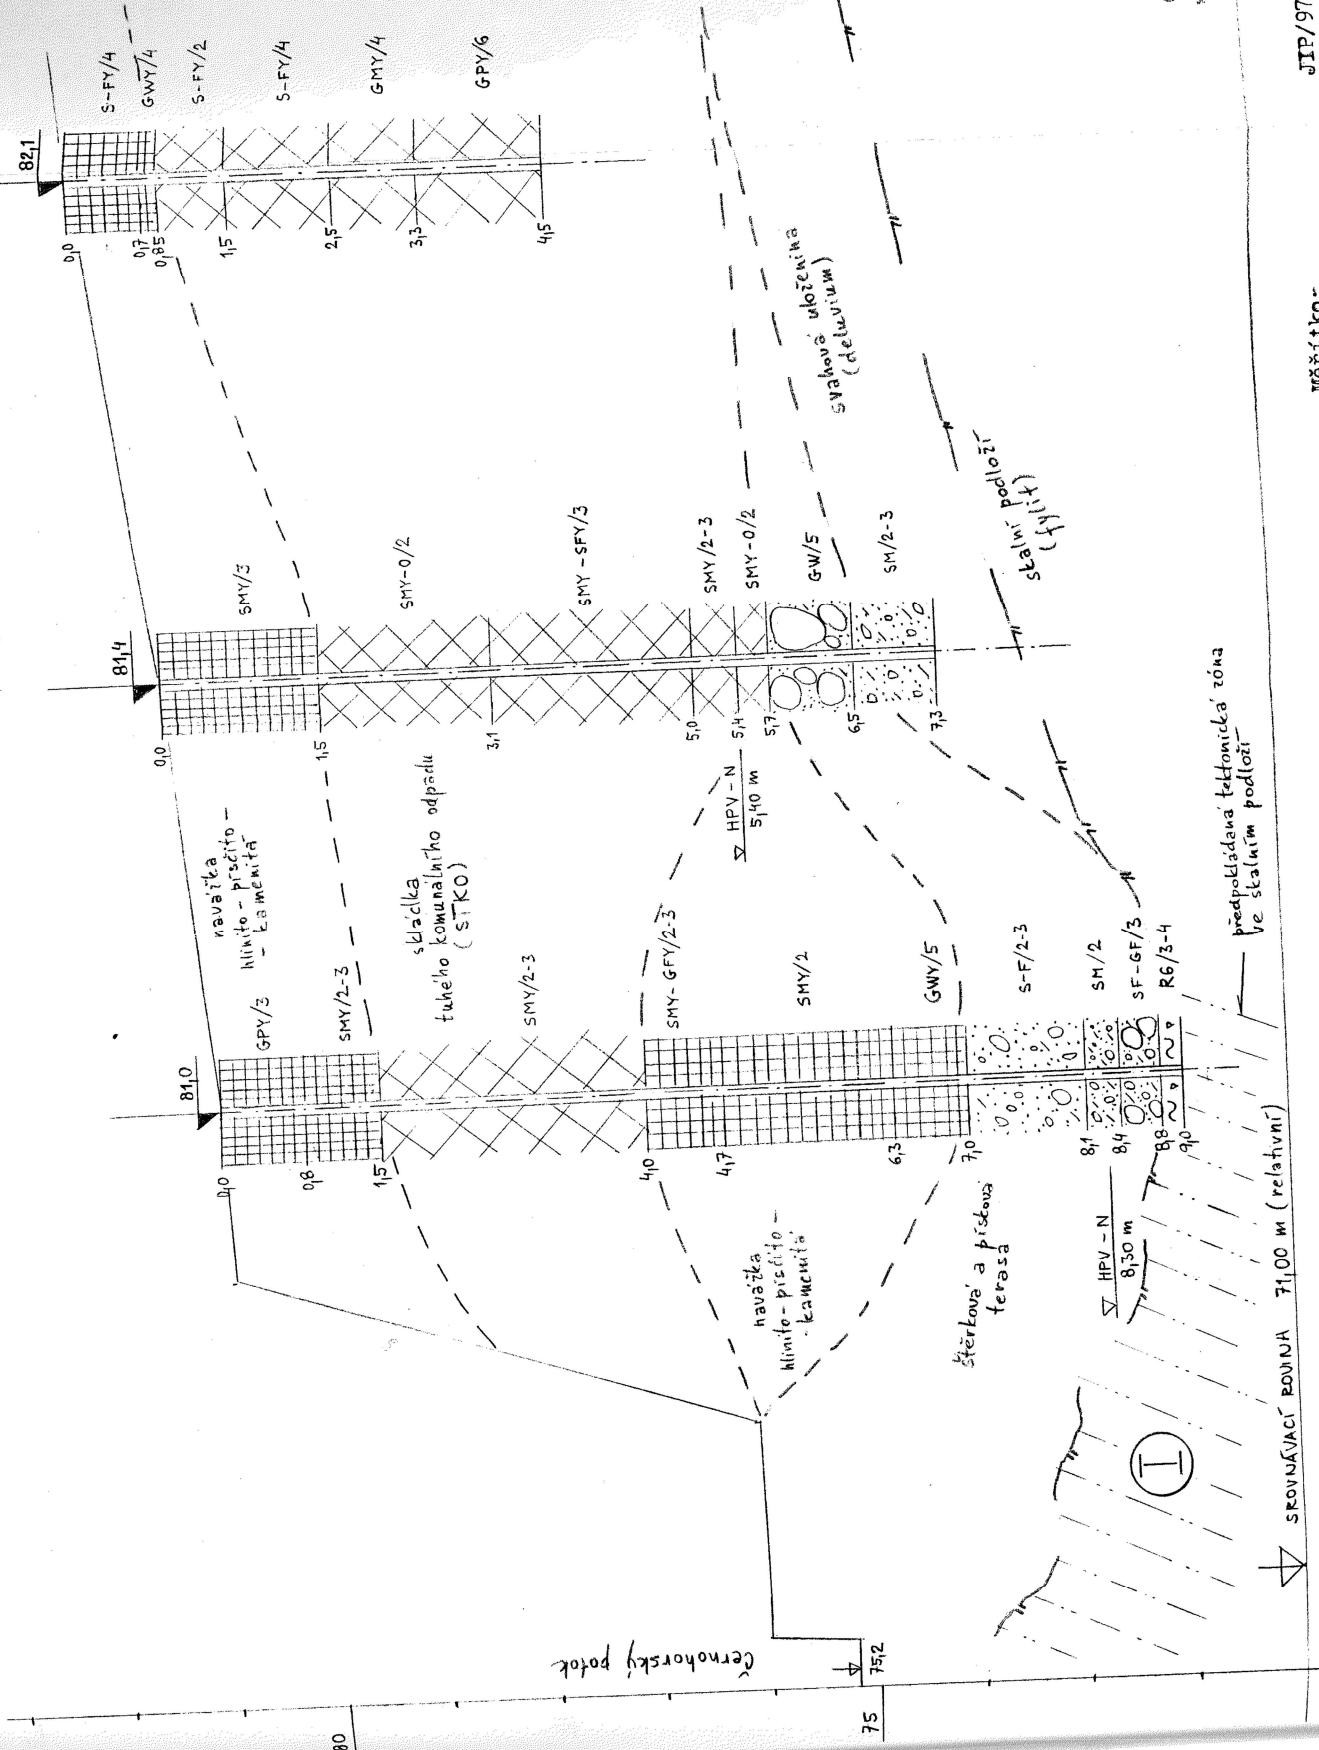 82,1
S-FY/4
GWY/4
S-FY/2
S-FY/4
GMY/4
GPY/6
0,0
0,7
0,85
1,5
2,5
3,3
4,5
81,4
SMY/3
SMY-O/2
SMY-SFY/3
SMY/2-3
SMY-O/2
GW/5
SM/2-3
0,0
1,5
3,1
5,0
5,4
5,7
6,5
7,3
HPV-N
5,40 m
svahová uloženina
(deluvium)
skalní podloží
(fylit)
navážka
hlinito-písčito-
-kamenitá
skládka
tuhého komunálního odpadu
(STKO)
81,0
GPY/3
SMY/2-3
SMY/2-3
SMY-GFY/2-3
SMY/2
GWY/5
S-F/2-3
SM/2
SF-GF/3
R6/3-4
0,0
0,8
1,5
4,0
4,7
6,3
7,0
8,1
8,4
8,8
9,0
HPV-N
8,30 m
předpokládaná tektonická zóna
ve skalním podloží
navážka
hlinito-písčito-
-kamenitá
štěrková a písková
terasa
I
Černohorský potok
75,2
80
75
SROVNÁVACÍ ROVINA 71,00 m (relativní)
JIP/97